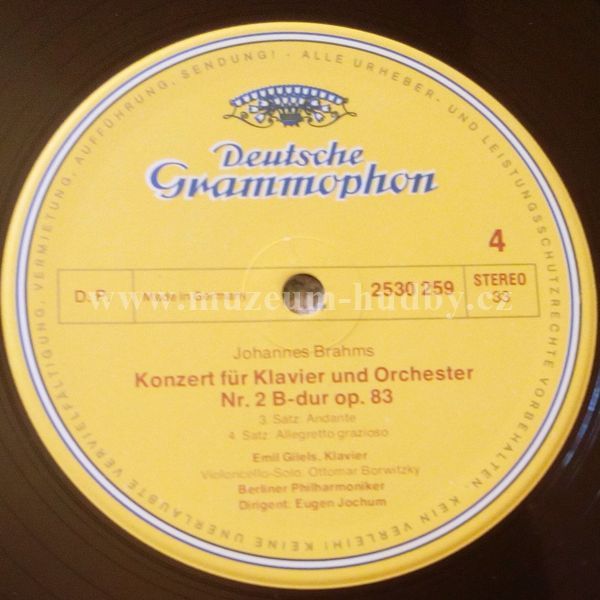 VERMIETUNG, AUFFÜHRUNG, SENDUNG! - ALLE URHEBER- UND LEISTUNGSSCHUTZRECHTE VORBEHALTEN - KEIN VERLEIH! KEINE UNERLAUBTE VERVIELFÄLTIGUNG,
Deutsche
Grammophon
4
D. P. Made in Germany 2530 259 STEREO 33
www.muzeum-hudby.cz
Johannes Brahms
Konzert für Klavier und Orchester
Nr. 2 B-dur op. 83
3. Satz: Andante
4. Satz: Allegretto grazioso
Emil Gilels, Klavier
Violoncello-Solo: Ottomar Borwitzky
Berliner Philharmoniker
Dirigent: Eugen Jochum